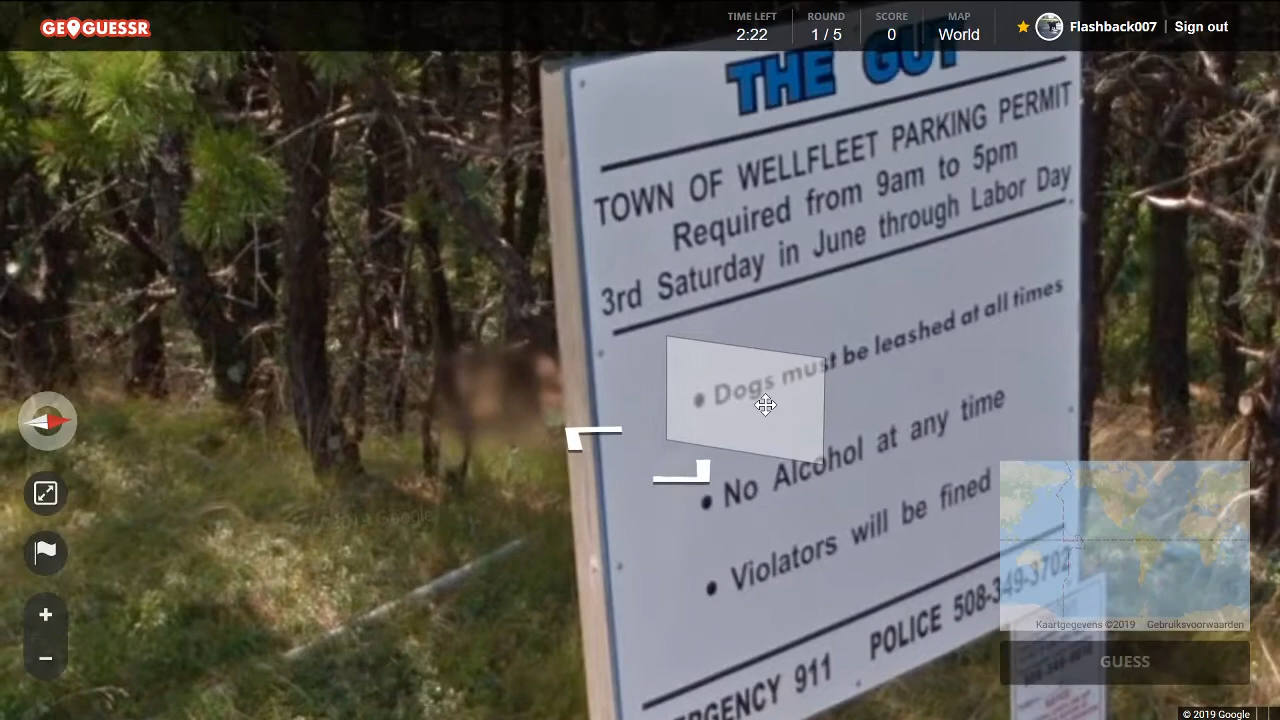 GEOGUESSR
TIME LEFT
2:22
ROUND
1 / 5
SCORE
0
MAP
World
Flashback007 | Sign out
THE GUT
TOWN OF WELLFLEET PARKING PERMIT
Required from 9am to 5pm
3rd Saturday in June through Labor Day
• Dogs must be leashed at all times
• No Alcohol at any time
• Violators will be fined
ERGENCY 911 POLICE 508-349-3702
© 2019 Google
Kaartgegevens ©2019 Gebruiksvoorwaarden
GUESS
© 2019 Google